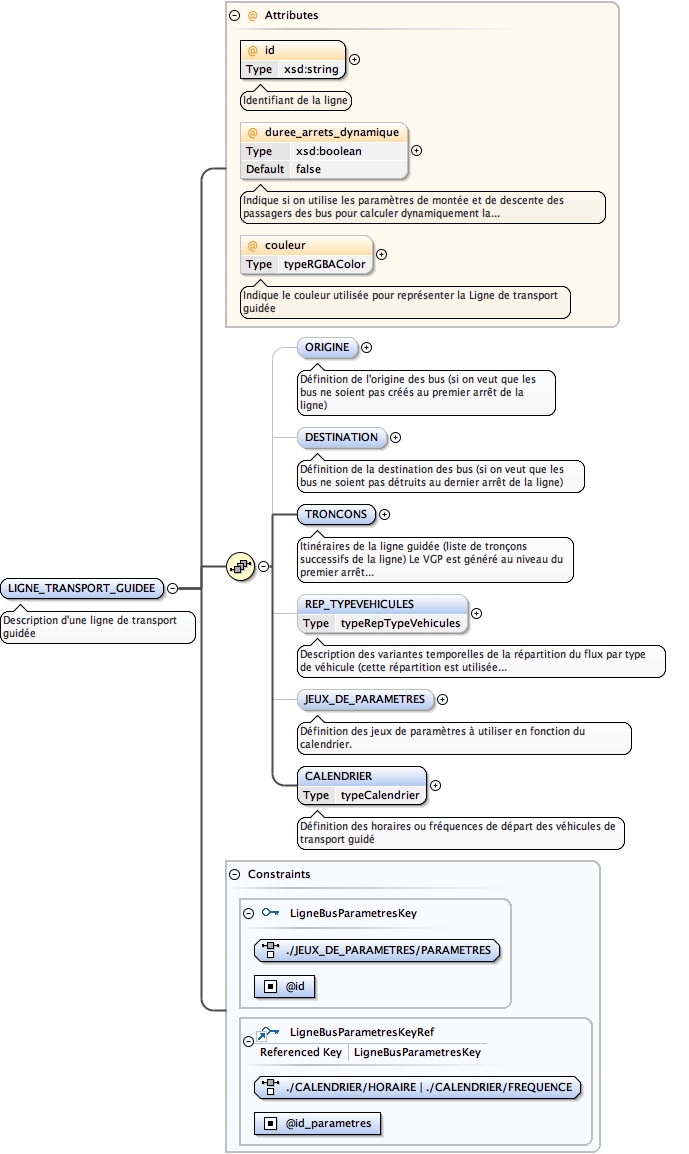 Attributes
@ id
Type xsd:string
Identifiant de la ligne
@ duree_arrets_dynamique
Type xsd:boolean
Default false
Indique si on utilise les paramètres de montée et de descente des
passagers des bus pour calculer dynamiquement la...
@ couleur
Type typeRGBAColor
Indique le couleur utilisée pour représenter la Ligne de transport
guidée
ORIGINE
Définition de l'origine des bus (si on veut que les
bus ne soient pas créés au premier arrêt de la
ligne)
DESTINATION
Définition de la destination des bus (si on veut que les
bus ne soient pas détruits au dernier arrêt de la ligne)
TRONCONS
Itinéraires de la ligne guidée (liste de tronçons
successifs de la ligne) Le VGP est généré au niveau du
premier arrêt...
LIGNE_TRANSPORT_GUIDEE
Description d'une ligne de transport
guidée
REP_TYPEVEHICULES
Type typeRepTypeVehicules
Description des variantes temporelles de la répartition du flux par type
de véhicule (cette répartition est utilisée...
JEUX_DE_PARAMETRES
Définition des jeux de paramètres à utiliser en fonction du
calendrier.
CALENDRIER
Type typeCalendrier
Définition des horaires ou fréquences de départ des véhicules de
transport guidé
Constraints
LigneBusParametresKey
./JEUX_DE_PARAMETRES/PARAMETRES
@id
LigneBusParametresKeyRef
Referenced Key LigneBusParametresKey
./CALENDRIER/HORAIRE | ./CALENDRIER/FREQUENCE
@id_parametres